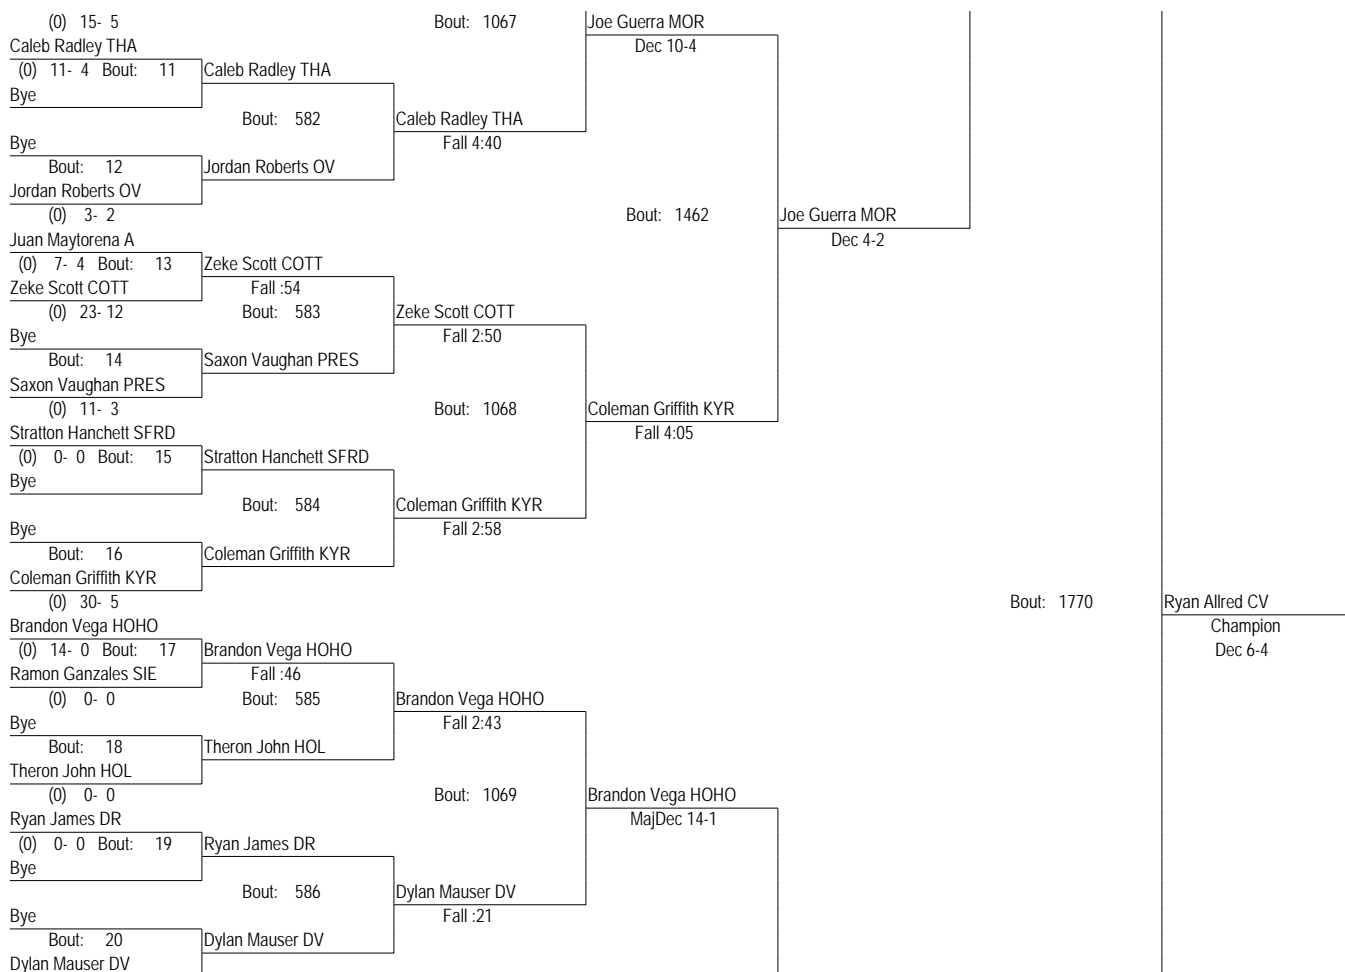 (0) 15- 5 Bout: 1067 Joe Guerra MOR
Caleb Radley THA Dec 10-4
(0) 11- 4 Bout: 11 Caleb Radley THA
Bye
Bout: 582 Caleb Radley THA
Bye Fall 4:40
Bout: 12 Jordan Roberts OV
Jordan Roberts OV
(0) 3- 2 Bout: 1462 Joe Guerra MOR
Juan Maytorena A Dec 4-2
(0) 7- 4 Bout: 13 Zeke Scott COTT
Zeke Scott COTT Fall :54
(0) 23- 12 Bout: 583 Zeke Scott COTT
Bye Fall 2:50
Bout: 14 Saxon Vaughan PRES
Saxon Vaughan PRES
(0) 11- 3 Bout: 1068 Coleman Griffith KYR
Stratton Hanchett SFRD Fall 4:05
(0) 0- 0 Bout: 15 Stratton Hanchett SFRD
Bye
Bout: 584 Coleman Griffith KYR
Bye Fall 2:58
Bout: 16 Coleman Griffith KYR
Coleman Griffith KYR
(0) 30- 5 Bout: 1770 Ryan Allred CV
Brandon Vega HOHO Champion
(0) 14- 0 Bout: 17 Brandon Vega HOHO Dec 6-4
Ramon Ganzales SIE Fall :46
(0) 0- 0 Bout: 585 Brandon Vega HOHO
Bye Fall 2:43
Bout: 18 Theron John HOL
Theron John HOL
(0) 0- 0 Bout: 1069 Brandon Vega HOHO
Ryan James DR MajDec 14-1
(0) 0- 0 Bout: 19 Ryan James DR
Bye
Bout: 586 Dylan Mauser DV
Bye Fall :21
Bout: 20 Dylan Mauser DV
Dylan Mauser DV